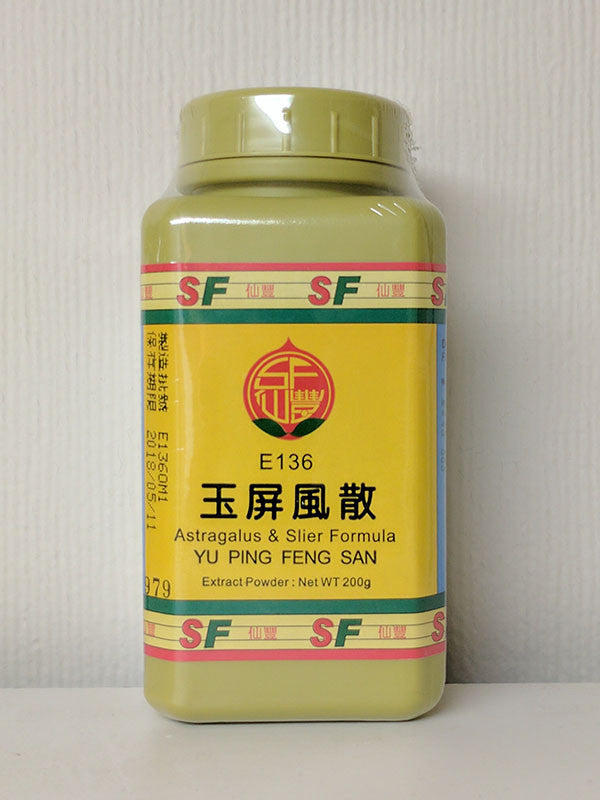 SF 仙豐 SF 仙豐 S
SF
仙豐
E136
玉屏風散
Astragalus & Slier Formula
YU PING FENG SAN
Extract Powder : Net WT 200g
製造批號 E1360M1
保存期限 2018/05/11
979
SF 仙豐 SF 仙豐 S